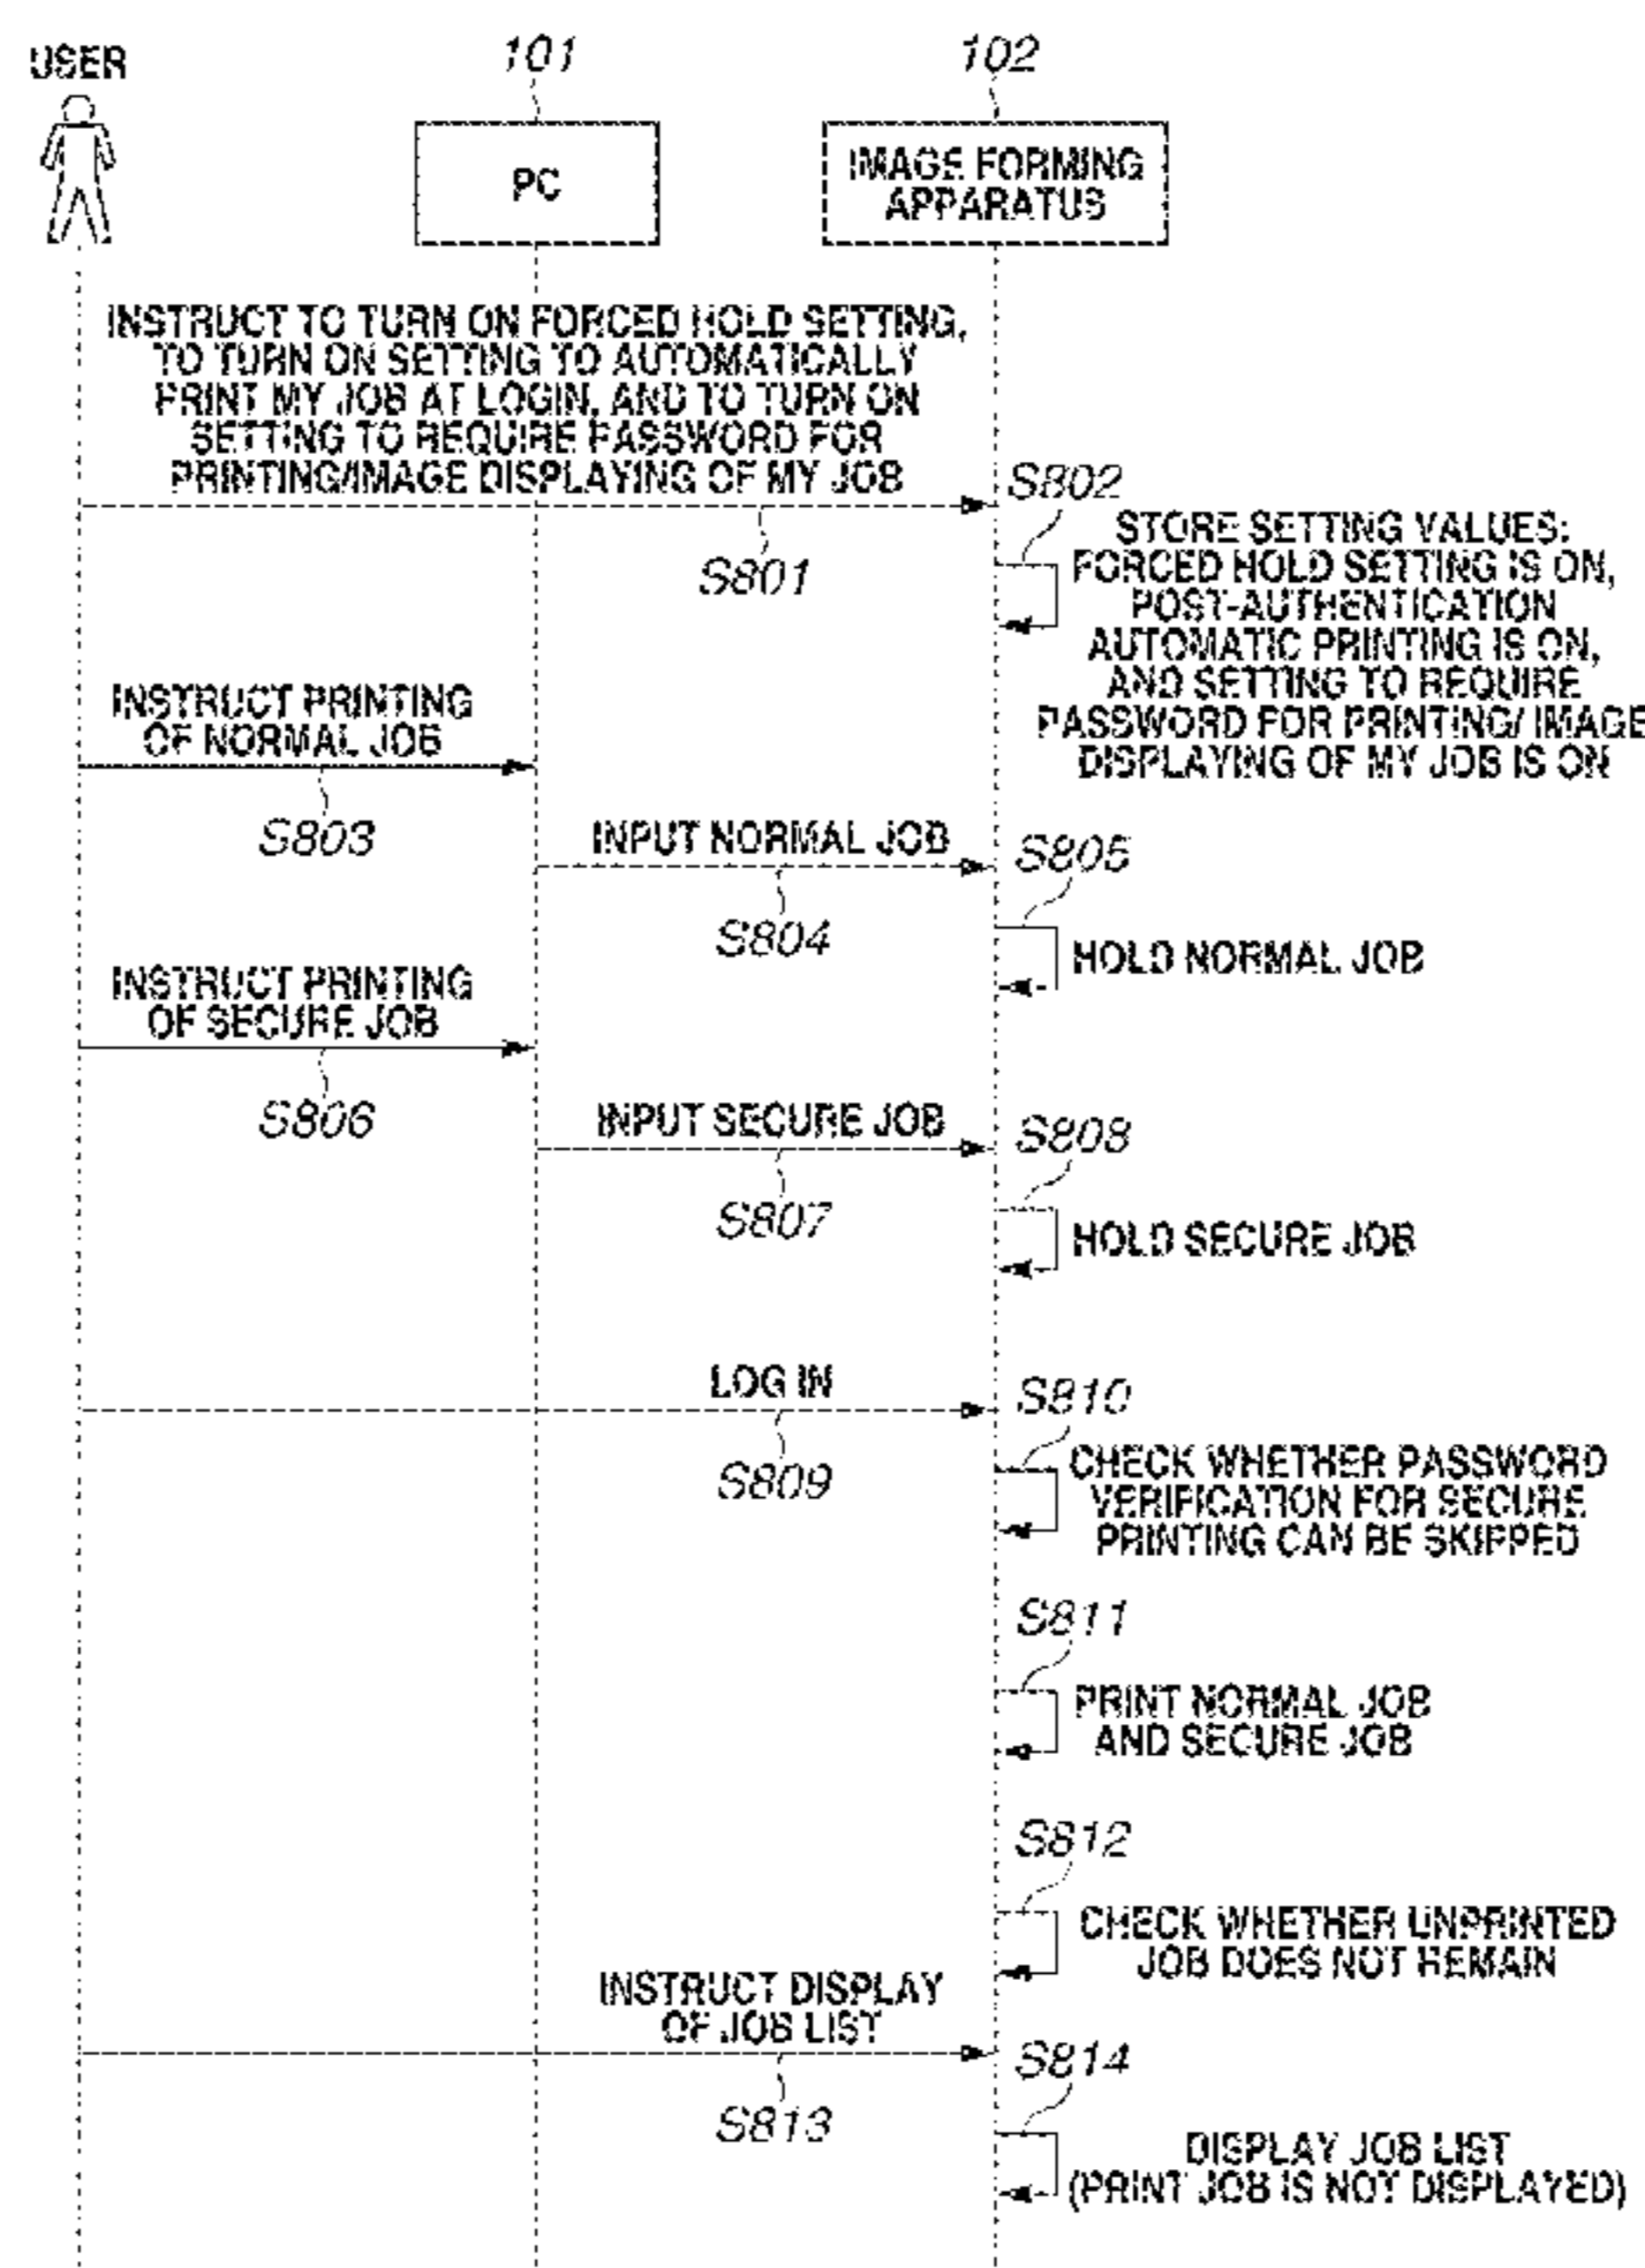 USER
101
102
PC
IMAGE FORMING
APPARATUS
INSTRUCT TO TURN ON FORCED HOLD SETTING,
TO TURN ON SETTING TO AUTOMATICALLY
PRINT MY JOB AT LOGIN, AND TO TURN ON
SETTING TO REQUIRE PASSWORD FOR
PRINTING/IMAGE DISPLAYING OF MY JOB
S801
S802
STORE SETTING VALUES:
FORCED HOLD SETTING IS ON,
POST-AUTHENTICATION
AUTOMATIC PRINTING IS ON,
AND SETTING TO REQUIRE
PASSWORD FOR PRINTING/ IMAGE
DISPLAYING OF MY JOB IS ON
INSTRUCT PRINTING
OF NORMAL JOB
S803
INPUT NORMAL JOB
S804
S805
HOLD NORMAL JOB
INSTRUCT PRINTING
OF SECURE JOB
S806
INPUT SECURE JOB
S807
S808
HOLD SECURE JOB
LOG IN
S809
S810
CHECK WHETHER PASSWORD
VERIFICATION FOR SECURE
PRINTING CAN BE SKIPPED
S811
PRINT NORMAL JOB
AND SECURE JOB
S812
CHECK WHETHER UNPRINTED
JOB DOES NOT REMAIN
INSTRUCT DISPLAY
OF JOB LIST
S813
S814
DISPLAY JOB LIST
(PRINT JOB IS NOT DISPLAYED)